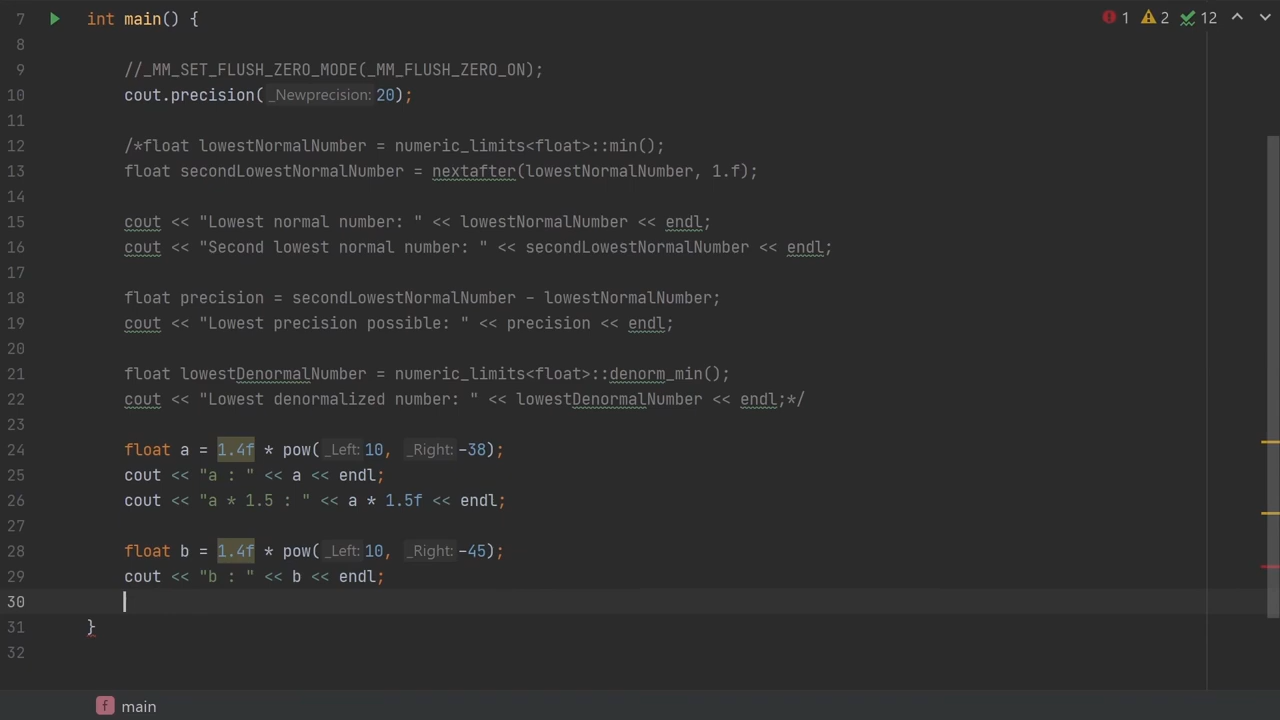 7 int main() { 1 2 12
8
9 //_MM_SET_FLUSH_ZERO_MODE(_MM_FLUSH_ZERO_ON);
10 cout.precision( _Newprecision: 20);
11
12 /*float lowestNormalNumber = numeric_limits<float>::min();
13 float secondLowestNormalNumber = nextafter(lowestNormalNumber, 1.f);
14
15 cout << "Lowest normal number: " << lowestNormalNumber << endl;
16 cout << "Second lowest normal number: " << secondLowestNormalNumber << endl;
17
18 float precision = secondLowestNormalNumber - lowestNormalNumber;
19 cout << "Lowest precision possible: " << precision << endl;
20
21 float lowestDenormalNumber = numeric_limits<float>::denorm_min();
22 cout << "Lowest denormalized number: " << lowestDenormalNumber << endl;*/
23
24 float a = 1.4f * pow( _Left: 10, _Right: -38);
25 cout << "a : " << a << endl;
26 cout << "a * 1.5 : " << a * 1.5f << endl;
27
28 float b = 1.4f * pow( _Left: 10, _Right: -45);
29 cout << "b : " << b << endl;
30
31 }
32
f main